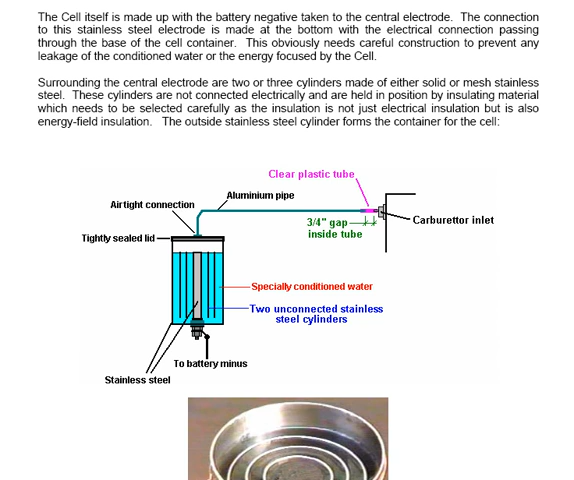 The Cell itself is made up with the battery negative taken to the central electrode. The connection
to this stainless steel electrode is made at the bottom with the electrical connection passing
through the base of the cell container. This obviously needs careful construction to prevent any
leakage of the conditioned water or the energy focused by the Cell.
Surrounding the central electrode are two or three cylinders made of either solid or mesh stainless
steel. These cylinders are not connected electrically and are held in position by insulating material
which needs to be selected carefully as the insulation is not just electrical insulation but is also
energy-field insulation. The outside stainless steel cylinder forms the container for the cell:
Clear plastic tube
Aluminium pipe
Airtight connection
3/4" gap
inside tube
Carburettor inlet
Tightly sealed lid
Specially conditioned water
Two unconnected stainless
steel cylinders
To battery minus
Stainless steel